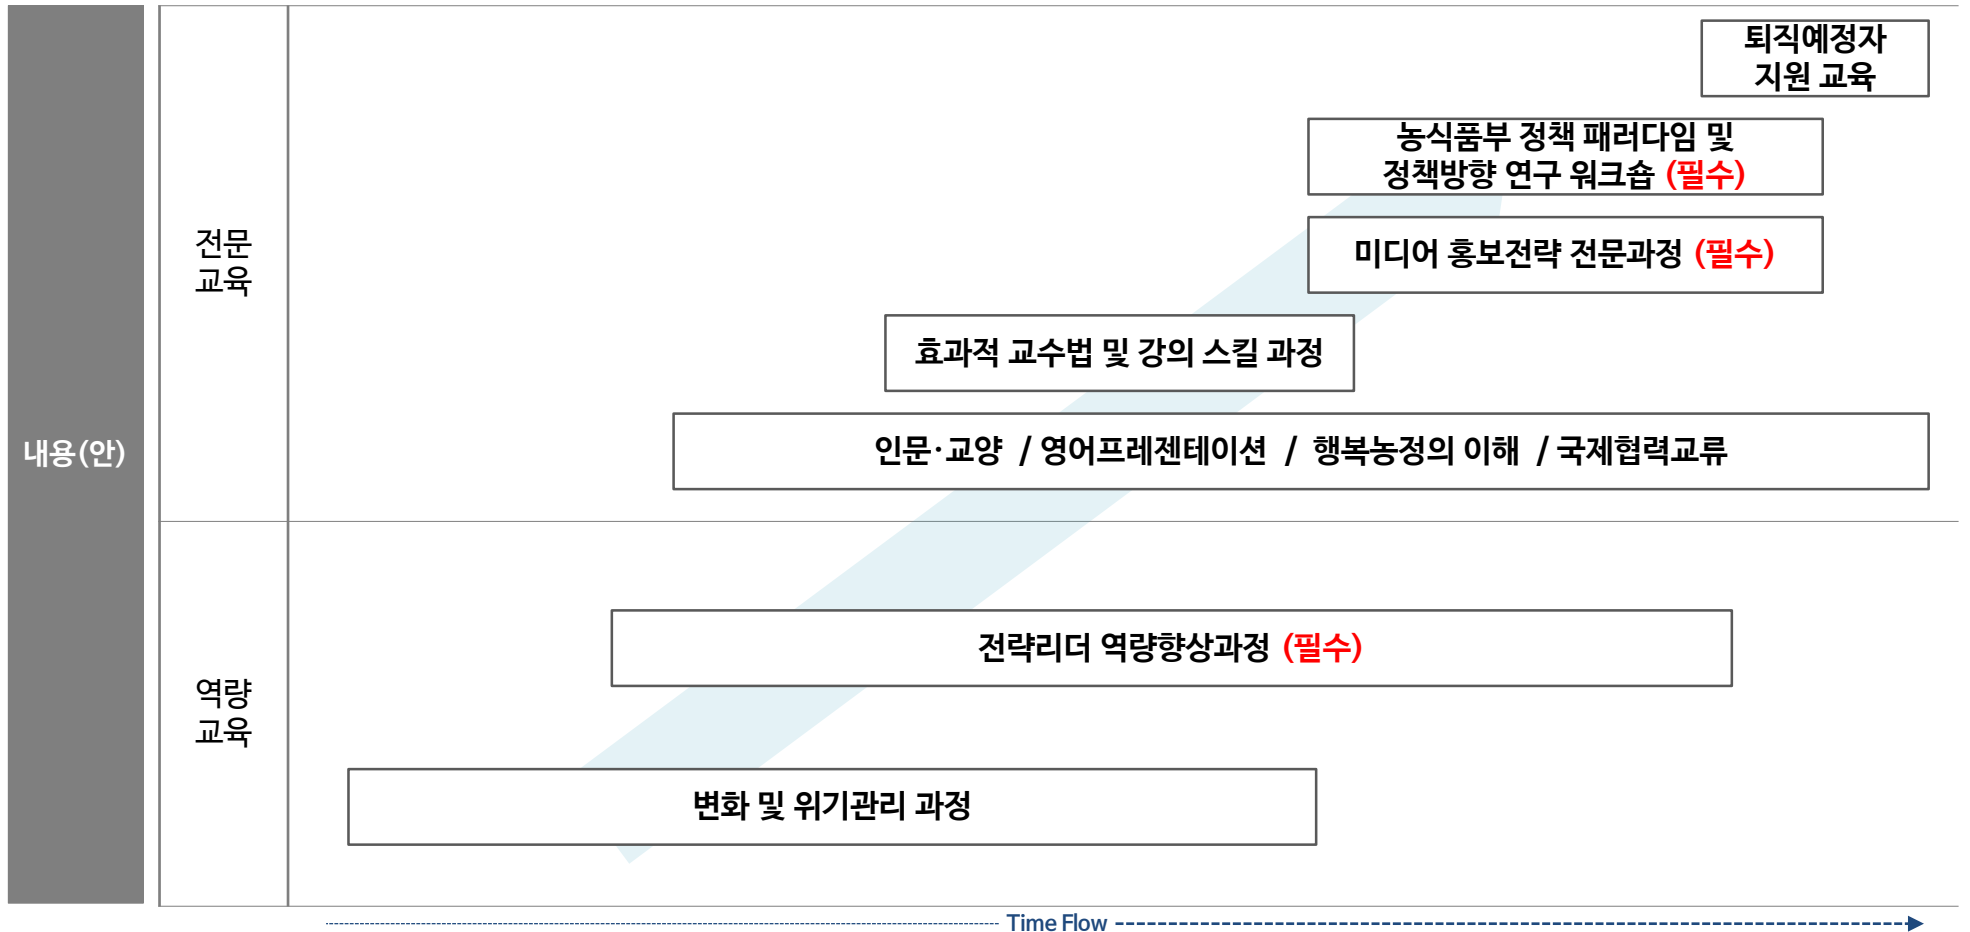 내용(안)
전문
교육
퇴직예정자
지원 교육
농식품부 정책 패러다임 및
정책방향 연구 워크숍 (필수)
미디어 홍보전략 전문과정 (필수)
효과적 교수법 및 강의 스킬 과정
인문·교양 / 영어프레젠테이션 / 행복농정의 이해 / 국제협력교류
역량
교육
전략리더 역량향상과정 (필수)
변화 및 위기관리 과정
Time Flow